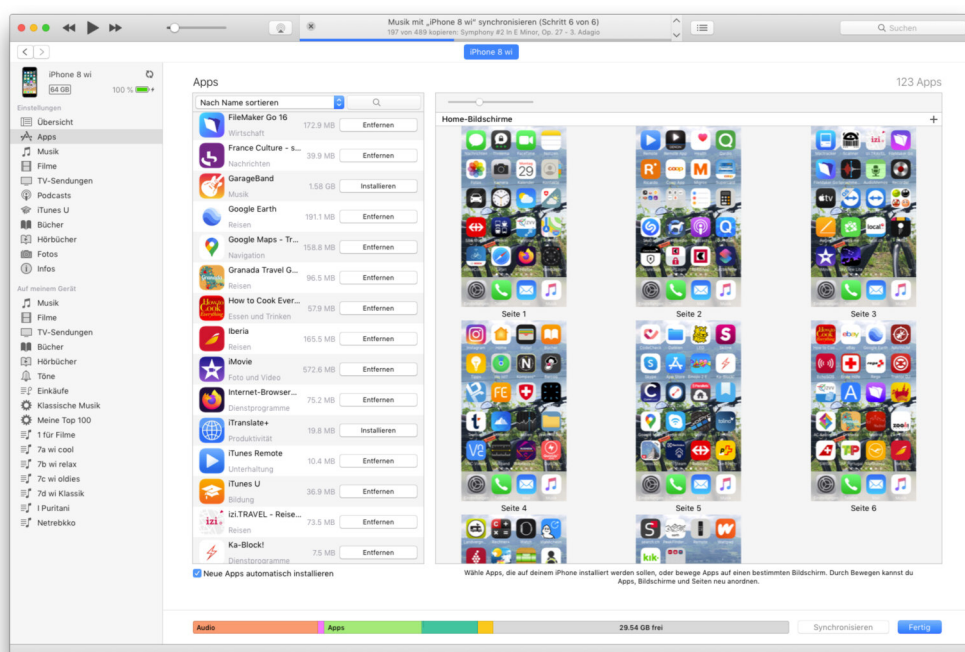 Musik mit „iPhone 8 wi“ synchronisieren (Schritt 6 von 6)
197 von 489 kopieren: Symphony #2 In E Minor, Op. 27 - 3. Adagio
Suchen
iPhone 8 wi
iPhone 8 wi
64 GB
100 %
Einstellungen
Übersicht
Apps
Musik
Filme
TV-Sendungen
Podcasts
iTunes U
Bücher
Hörbücher
Fotos
Infos
Auf meinem Gerät
Musik
Filme
TV-Sendungen
Bücher
Hörbücher
Töne
Einkäufe
Klassische Musik
Meine Top 100
1 für Filme
7a wi cool
7b wi relax
7c wi oldies
7d wi Klassik
I Puritani
Netrebkko
Apps
123 Apps
Nach Name sortieren
FileMaker Go 16
Wirtschaft
172.9 MB
Entfernen
France Culture - s...
Nachrichten
39.9 MB
Entfernen
GarageBand
Musik
1.58 GB
Installieren
Google Earth
Reisen
191.1 MB
Entfernen
Google Maps - Tr...
Navigation
158.8 MB
Entfernen
Granada Travel G...
Reisen
96.5 MB
Entfernen
How to Cook Ever...
Essen und Trinken
57.9 MB
Entfernen
Iberia
Reisen
165.5 MB
Entfernen
iMovie
Foto und Video
572.6 MB
Entfernen
Internet-Browser...
Dienstprogramme
75.2 MB
Entfernen
iTranslate+
Produktivität
19.8 MB
Installieren
iTunes Remote
Unterhaltung
10.4 MB
Entfernen
iTunes U
Bildung
36.9 MB
Entfernen
izi.TRAVEL - Reise...
Reisen
73.5 MB
Entfernen
Ka-Block!
Dienstprogramme
7.5 MB
Entfernen
Neue Apps automatisch installieren
Home-Bildschirme
Seite 1
Seite 2
Seite 3
Seite 4
Seite 5
Seite 6
Wähle Apps, die auf deinem iPhone installiert werden sollen, oder bewege Apps auf einen bestimmten Bildschirm. Durch Bewegen kannst du
Apps, Bildschirme und Seiten neu anordnen.
Audio
Apps
29.54 GB frei
Synchronisieren
Fertig